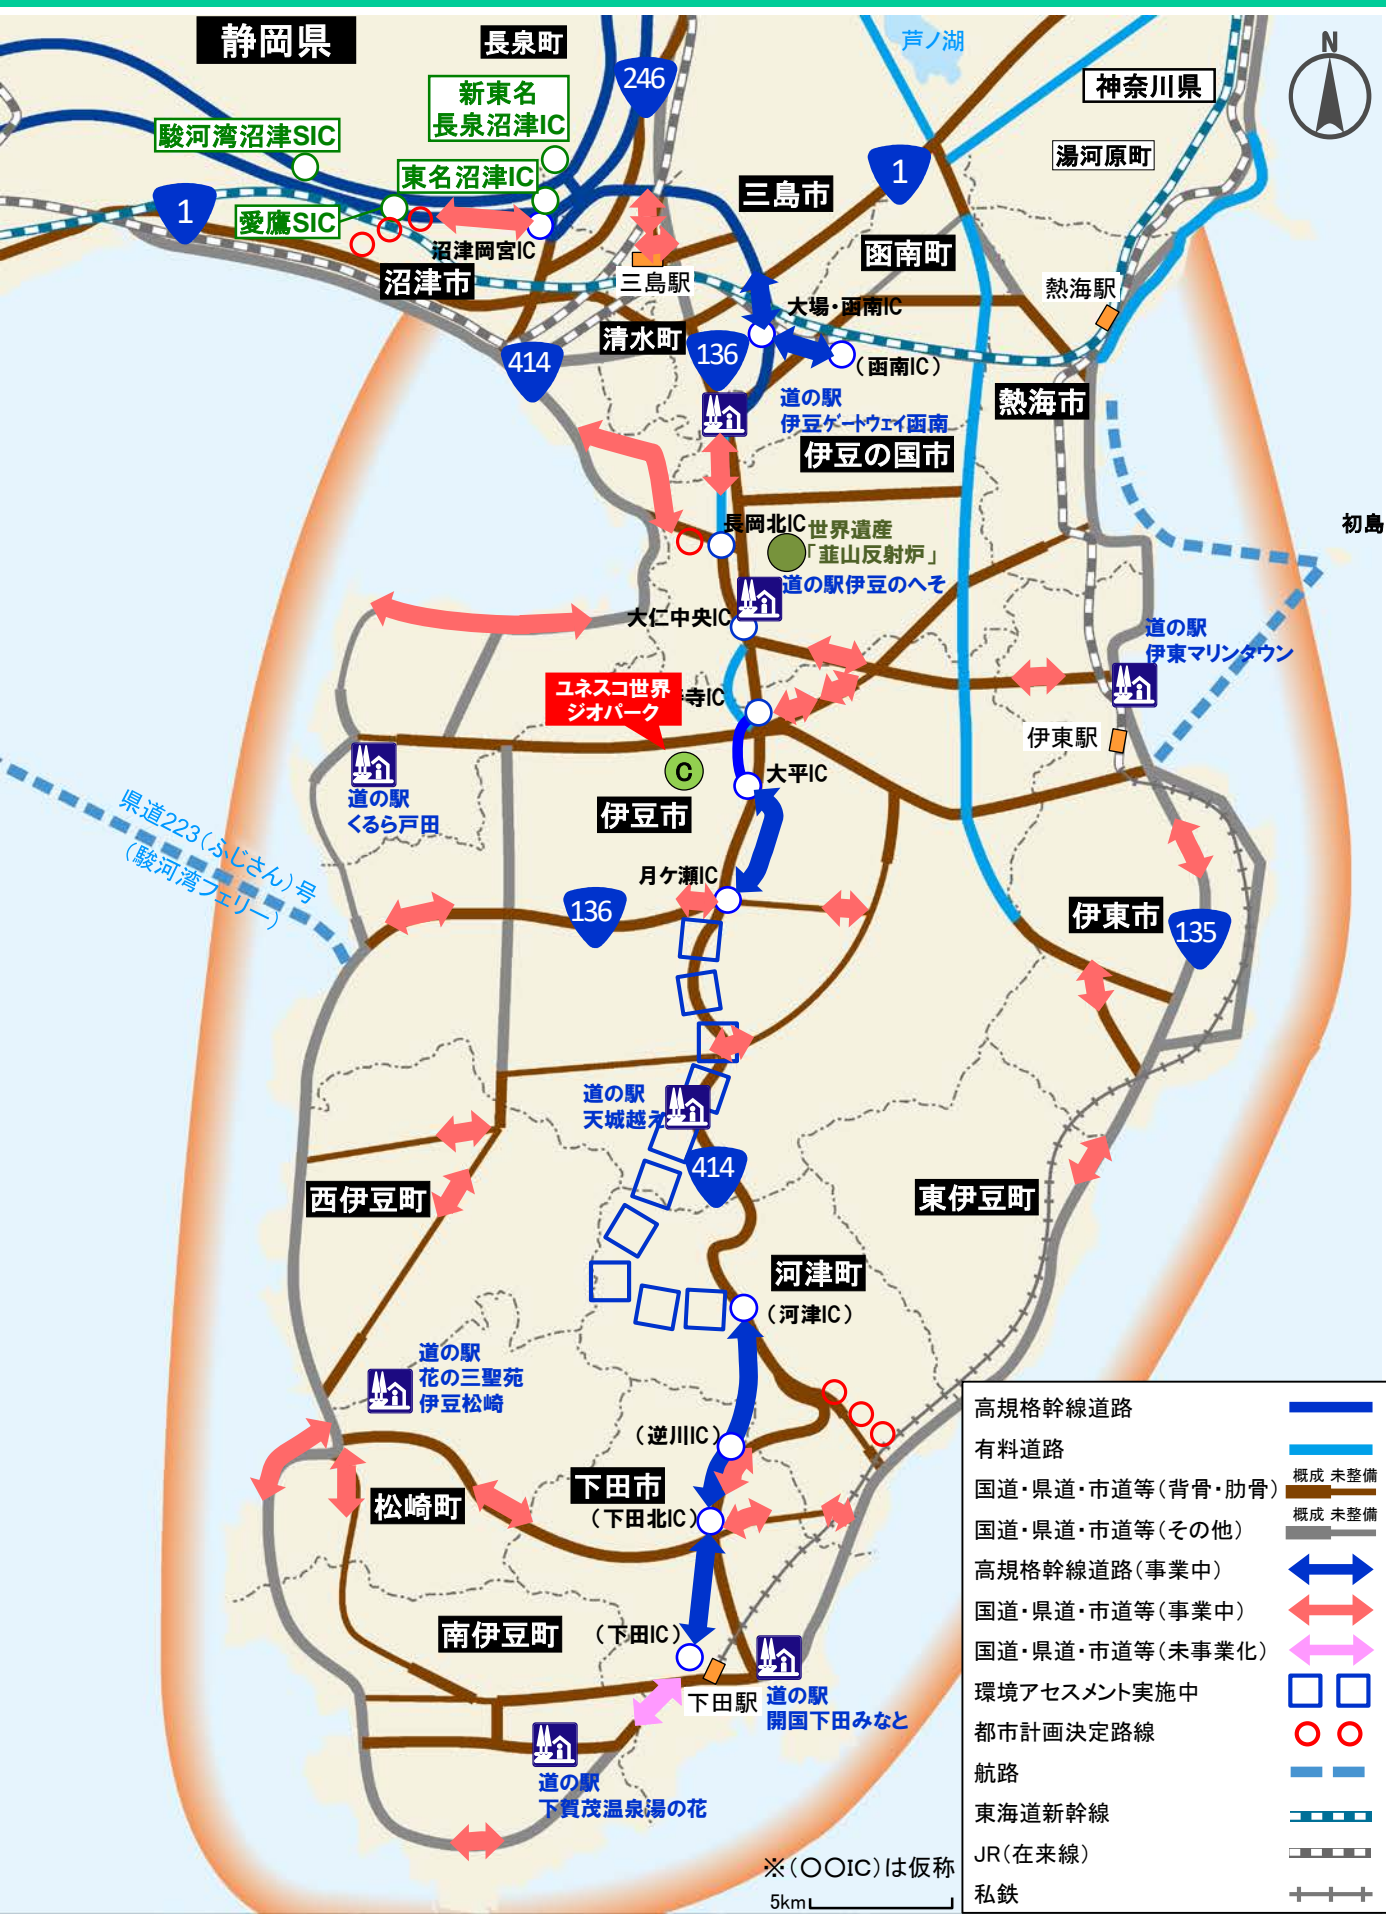 静岡県
長泉町
芦ノ湖
N
246
神奈川県
新東名
長泉沼津IC
駿河湾沼津SIC
湯河原町
東名沼津IC
三島市
1
1
愛鷹SIC
沼津岡宮IC
函南町
沼津市
三島駅
熱海駅
大場・函南IC
清水町
136
414
(函南IC)
道の駅
伊豆ゲートウェイ函南
熱海市
伊豆の国市
長岡北IC
世界遺産
「韮山反射炉」
初島
道の駅伊豆のへそ
大仁中央IC
道の駅
伊東マリンタウン
ユネスコ世界
ジオパーク
寺IC
伊東駅
C
大平IC
道の駅
くるら戸田
伊豆市
県道223(ふじさん)号
(駿河湾フェリー)
月ケ瀬IC
136
伊東市
135
道の駅
天城越え
414
西伊豆町
東伊豆町
河津町
(河津IC)
道の駅
花の三聖苑
伊豆松崎
(逆川IC)
下田市
松崎町
(下田北IC)
南伊豆町
(下田IC)
下田駅
道の駅
開国下田みなと
道の駅
下賀茂温泉湯の花
※(○○IC)は仮称
5km
高規格幹線道路
有料道路
国道・県道・市道等(背骨・肋骨) 概成 未整備
国道・県道・市道等(その他) 概成 未整備
高規格幹線道路(事業中)
国道・県道・市道等(事業中)
国道・県道・市道等(未事業化)
環境アセスメント実施中
都市計画決定路線
航路
東海道新幹線
JR(在来線)
私鉄